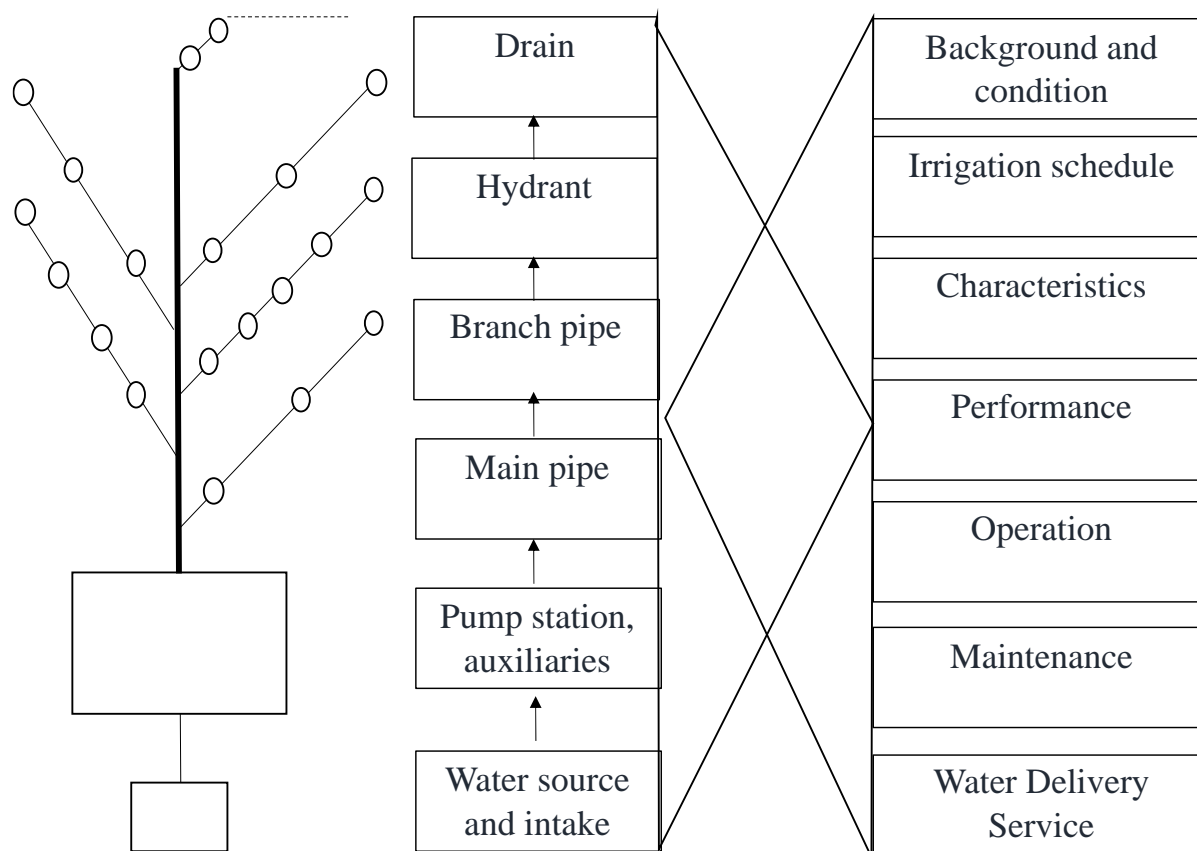 Drain
Hydrant
Branch pipe
Main pipe
Pump station,
auxiliaries
Water source
and intake
Background and
condition
Irrigation schedule
Characteristics
Performance
Operation
Maintenance
Water Delivery
Service